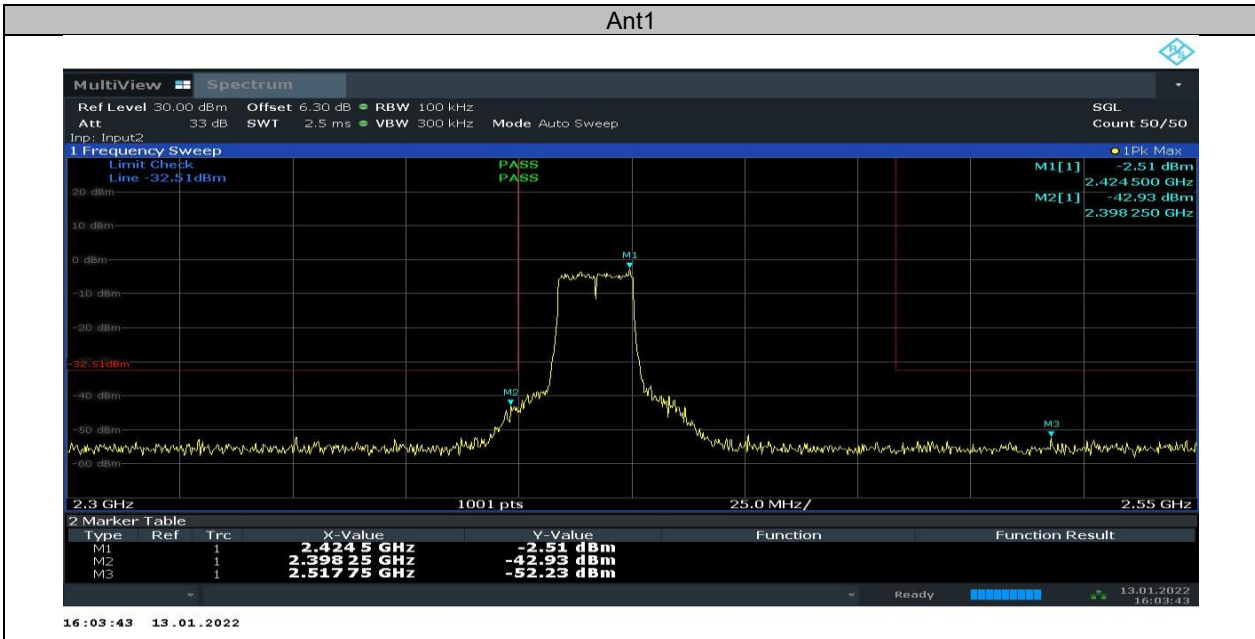 Ant1
R&S
MultiView Spectrum
Ref Level 30.00 dBm Offset 6.30 dB RBW 100 kHz SGL
Att 33 dB SWT 2.5 ms VBW 300 kHz Mode Auto Sweep Count 50/50
Inp: Input2
1 Frequency Sweep 1Pk Max
Limit Check PASS M1[1] -2.51 dBm
Line -32.51dBm PASS 2.424500 GHz
20 dBm M2[1] -42.93 dBm
2.398 250 GHz
10 dBm
M1
0 dBm
-10 dBm
-20 dBm
-32.51dBm
M2
-40 dBm
M3
-50 dBm
-60 dBm
2.3 GHz 1001 pts 25.0 MHz/ 2.55 GHz
2 Marker Table
Type Ref Trc X-Value Y-Value Function Function Result
M1 1 2.424 5 GHz -2.51 dBm
M2 1 2.398 25 GHz -42.93 dBm
M3 1 2.517 75 GHz -52.23 dBm
Ready 13.01.2022
16:03:43
16:03:43 13.01.2022